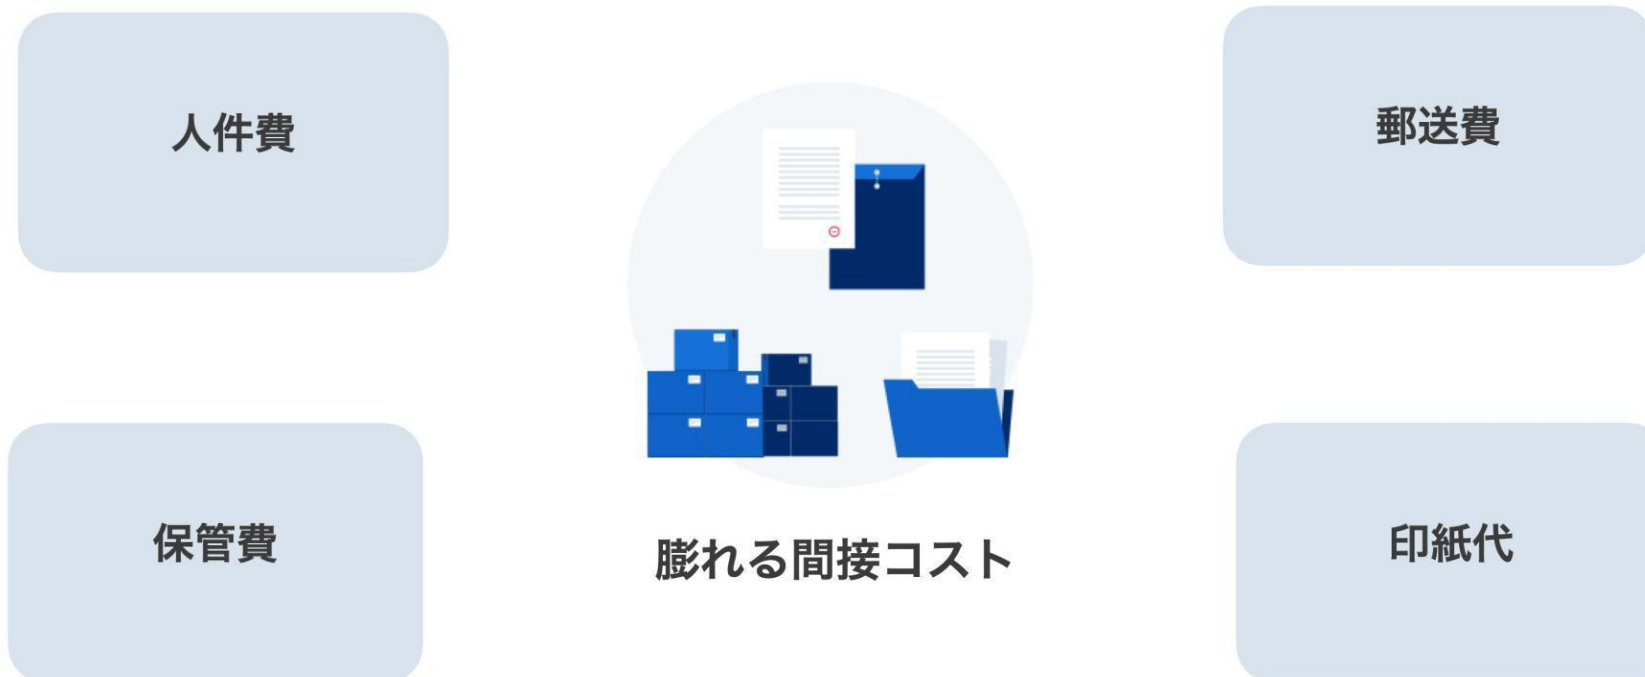 人件費
郵送費
保管費
膨れる間接コスト
印紙代